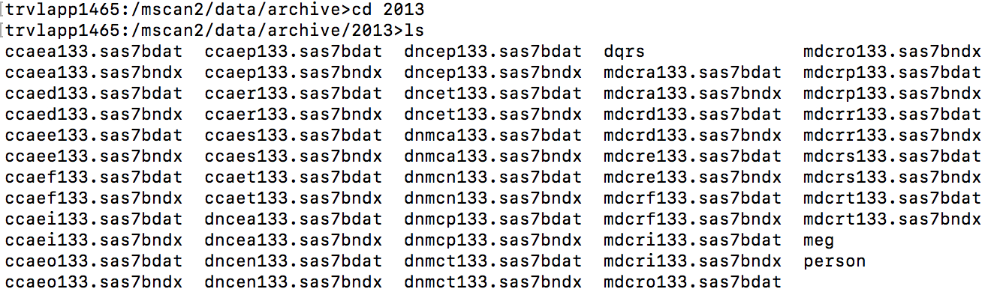 [trvlapp1465:/mscan2/data/archive>cd 2013
[trvlapp1465:/mscan2/data/archive/2013>ls
ccaea133.sas7bdat  ccaep133.sas7bdat  dncep133.sas7bdat  dqrs               mdcro133.sas7bndx
ccaea133.sas7bndx  ccaep133.sas7bndx  dncep133.sas7bndx  mdcra133.sas7bdat  mdcrp133.sas7bdat
ccaed133.sas7bdat  ccaer133.sas7bdat  dncet133.sas7bdat  mdcra133.sas7bndx  mdcrp133.sas7bndx
ccaed133.sas7bndx  ccaer133.sas7bndx  dncet133.sas7bndx  mdcrd133.sas7bdat  mdcrr133.sas7bdat
ccaee133.sas7bdat  ccaes133.sas7bdat  dnmca133.sas7bdat  mdcrd133.sas7bndx  mdcrr133.sas7bndx
ccaee133.sas7bndx  ccaes133.sas7bndx  dnmca133.sas7bndx  mdcre133.sas7bdat  mdcrs133.sas7bdat
ccaef133.sas7bdat  ccaet133.sas7bdat  dnmcn133.sas7bdat  mdcre133.sas7bndx  mdcrs133.sas7bndx
ccaef133.sas7bndx  ccaet133.sas7bndx  dnmcn133.sas7bndx  mdcrf133.sas7bdat  mdcrt133.sas7bdat
ccaei133.sas7bdat  dncea133.sas7bdat  dnmcp133.sas7bdat  mdcrf133.sas7bndx  mdcrt133.sas7bndx
ccaei133.sas7bndx  dncea133.sas7bndx  dnmcp133.sas7bndx  mdcri133.sas7bdat  meg
ccaeo133.sas7bdat  dncen133.sas7bdat  dnmct133.sas7bdat  mdcri133.sas7bndx  person
ccaeo133.sas7bndx  dncen133.sas7bndx  dnmct133.sas7bndx  mdcro133.sas7bdat